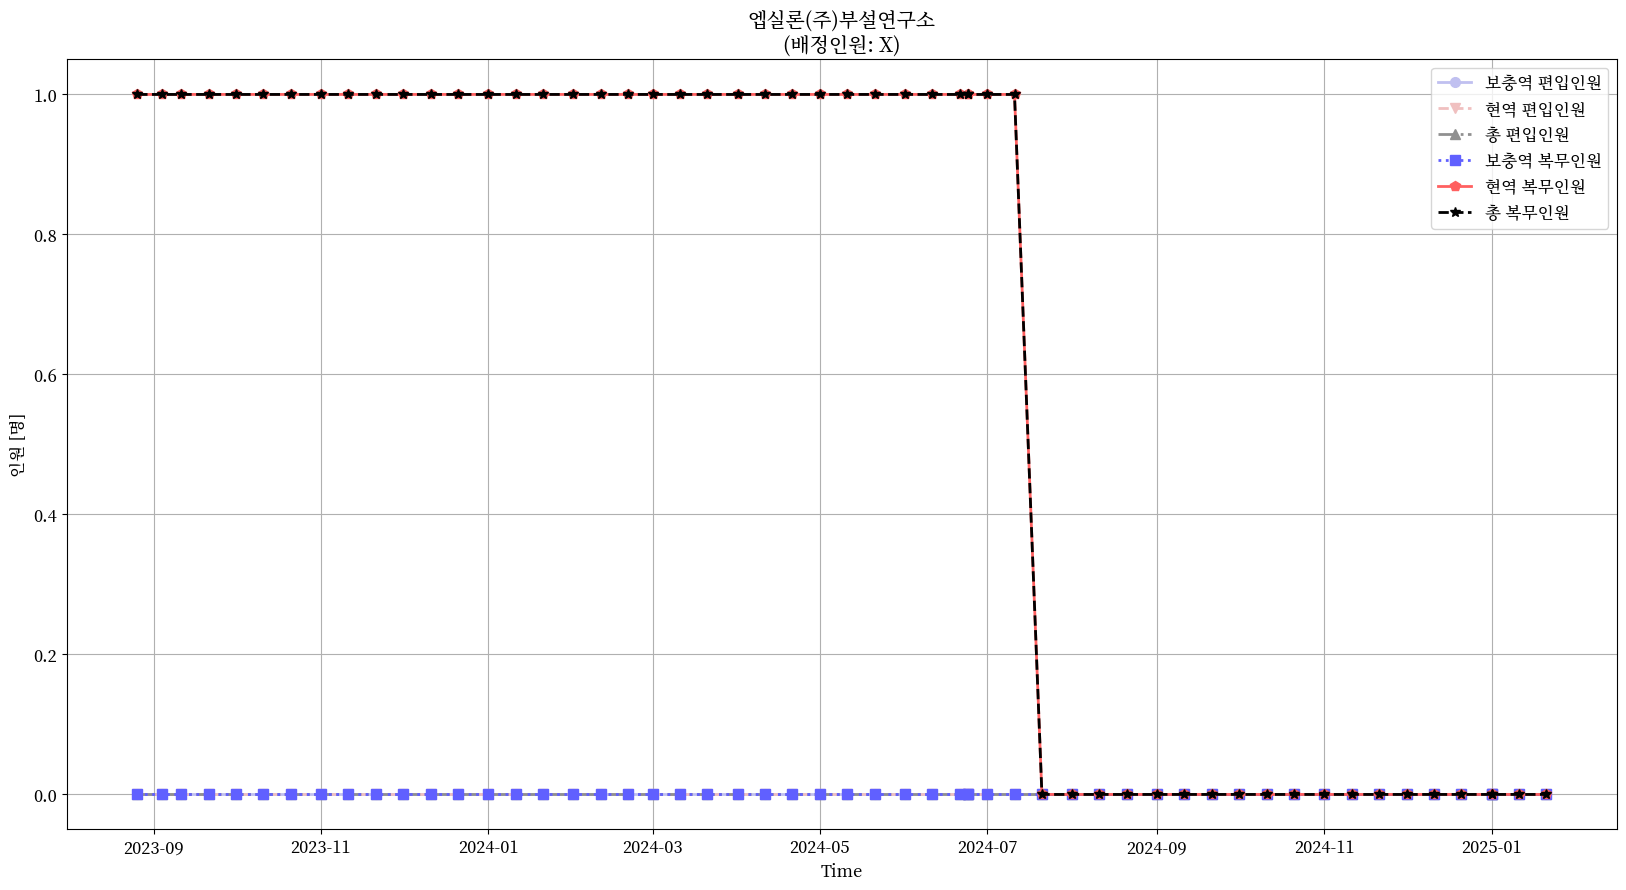 엡실론(주)부설연구소
(배정인원: X)
보충역 편입인원
현역 편입인원
총 편입인원
보충역 복무인원
현역 복무인원
총 복무인원
인원 [명]
1.0
0.8
0.6
0.4
0.2
0.0
2023-09
2023-11
2024-01
2024-03
2024-05
2024-07
2024-09
2024-11
2025-01
Time